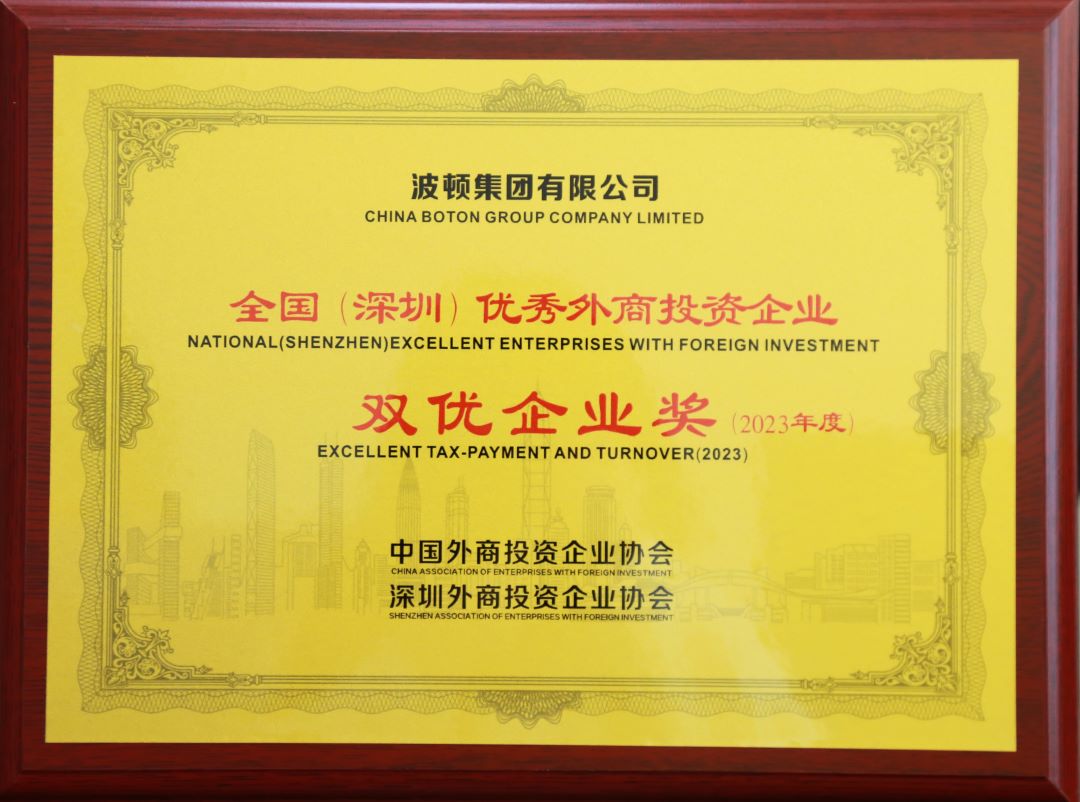 波顿集团有限公司
CHINA BOTON GROUP COMPANY LIMITED
全国（深圳）优秀外商投资企业
NATIONAL(SHENZHEN)EXCELLENT ENTERPRISES WITH FOREIGN INVESTMENT
双优企业奖（2023年度）
EXCELLENT TAX-PAYMENT AND TURNOVER(2023)
中国外商投资企业协会
CHINA ASSOCIATION OF ENTERPRISES WITH FOREIGN INVESTMENT
深圳外商投资企业协会
SHENZHEN ASSOCIATION OF ENTERPRISES WITH FOREIGN INVESTMENT